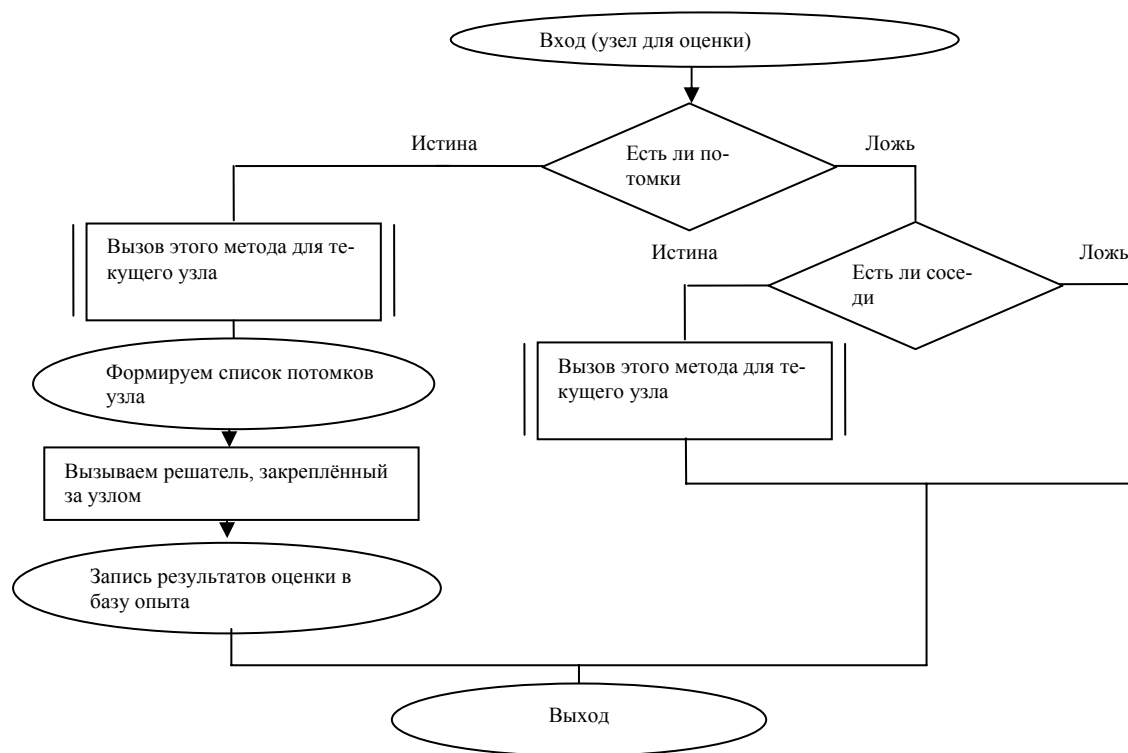 Вход (узел для оценки)
Истина
Есть ли по-
томки
Ложь
Вызов этого метода для те-
кущего узла
Истина
Есть ли сосе-
ди
Ложь
Формируем список потомков
узла
Вызов этого метода для те-
кущего узла
Вызываем решатель, закреплённый
за узлом
Запись результатов оценки в
базу опыта
Выход